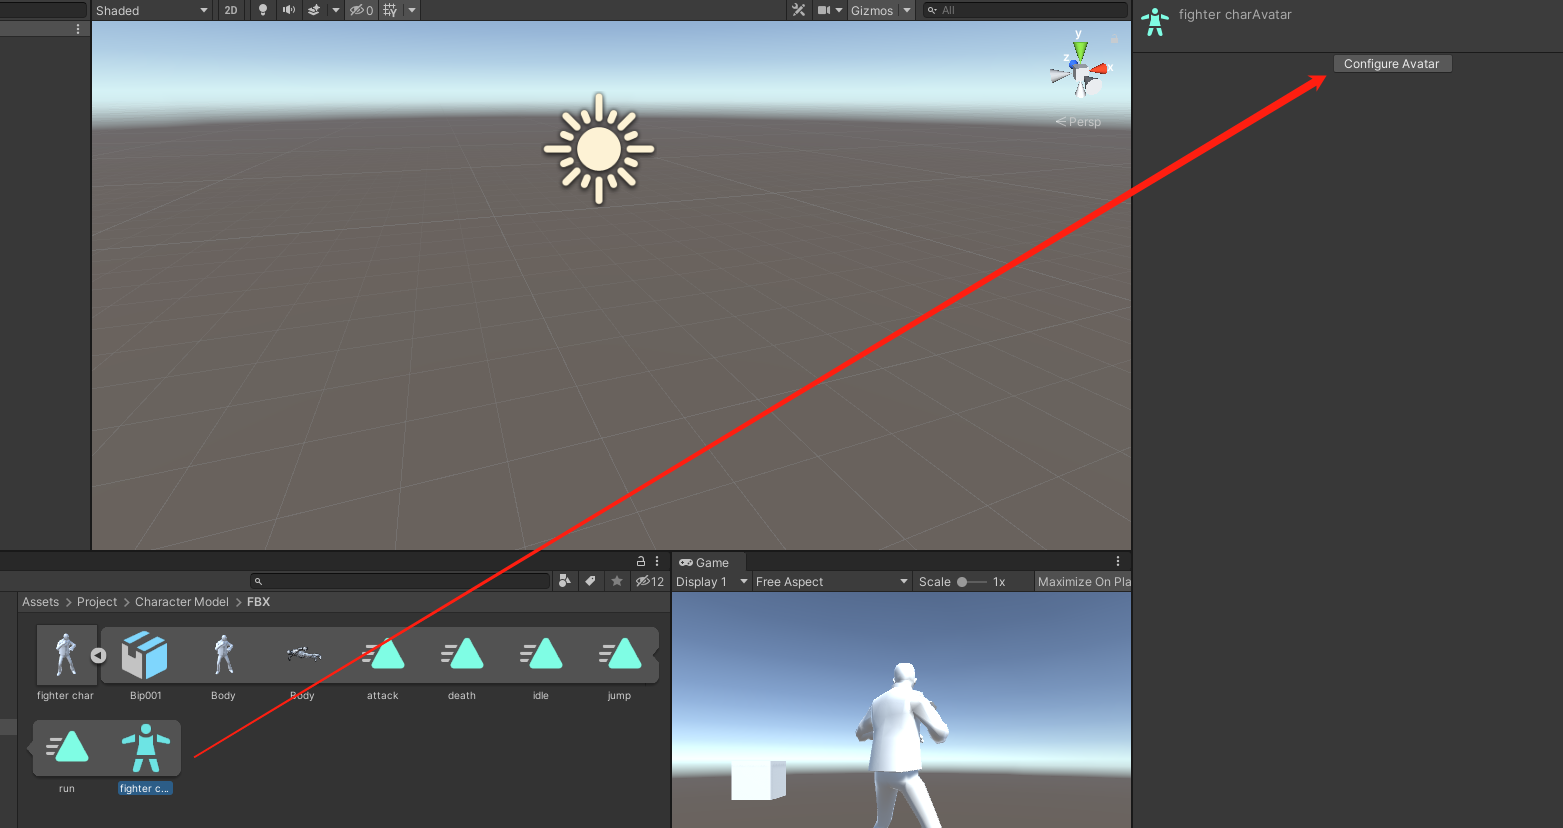 Shaded
2D
0
Gizmos
All
fighter charAvatar
Configure Avatar
y
z
x
Persp
12
Assets > Project > Character Model > FBX
fighter char
Bip001
Body
Body
attack
death
idle
jump
run
fighter c...
Game
Display 1
Free Aspect
Scale
1x
Maximize On Pla